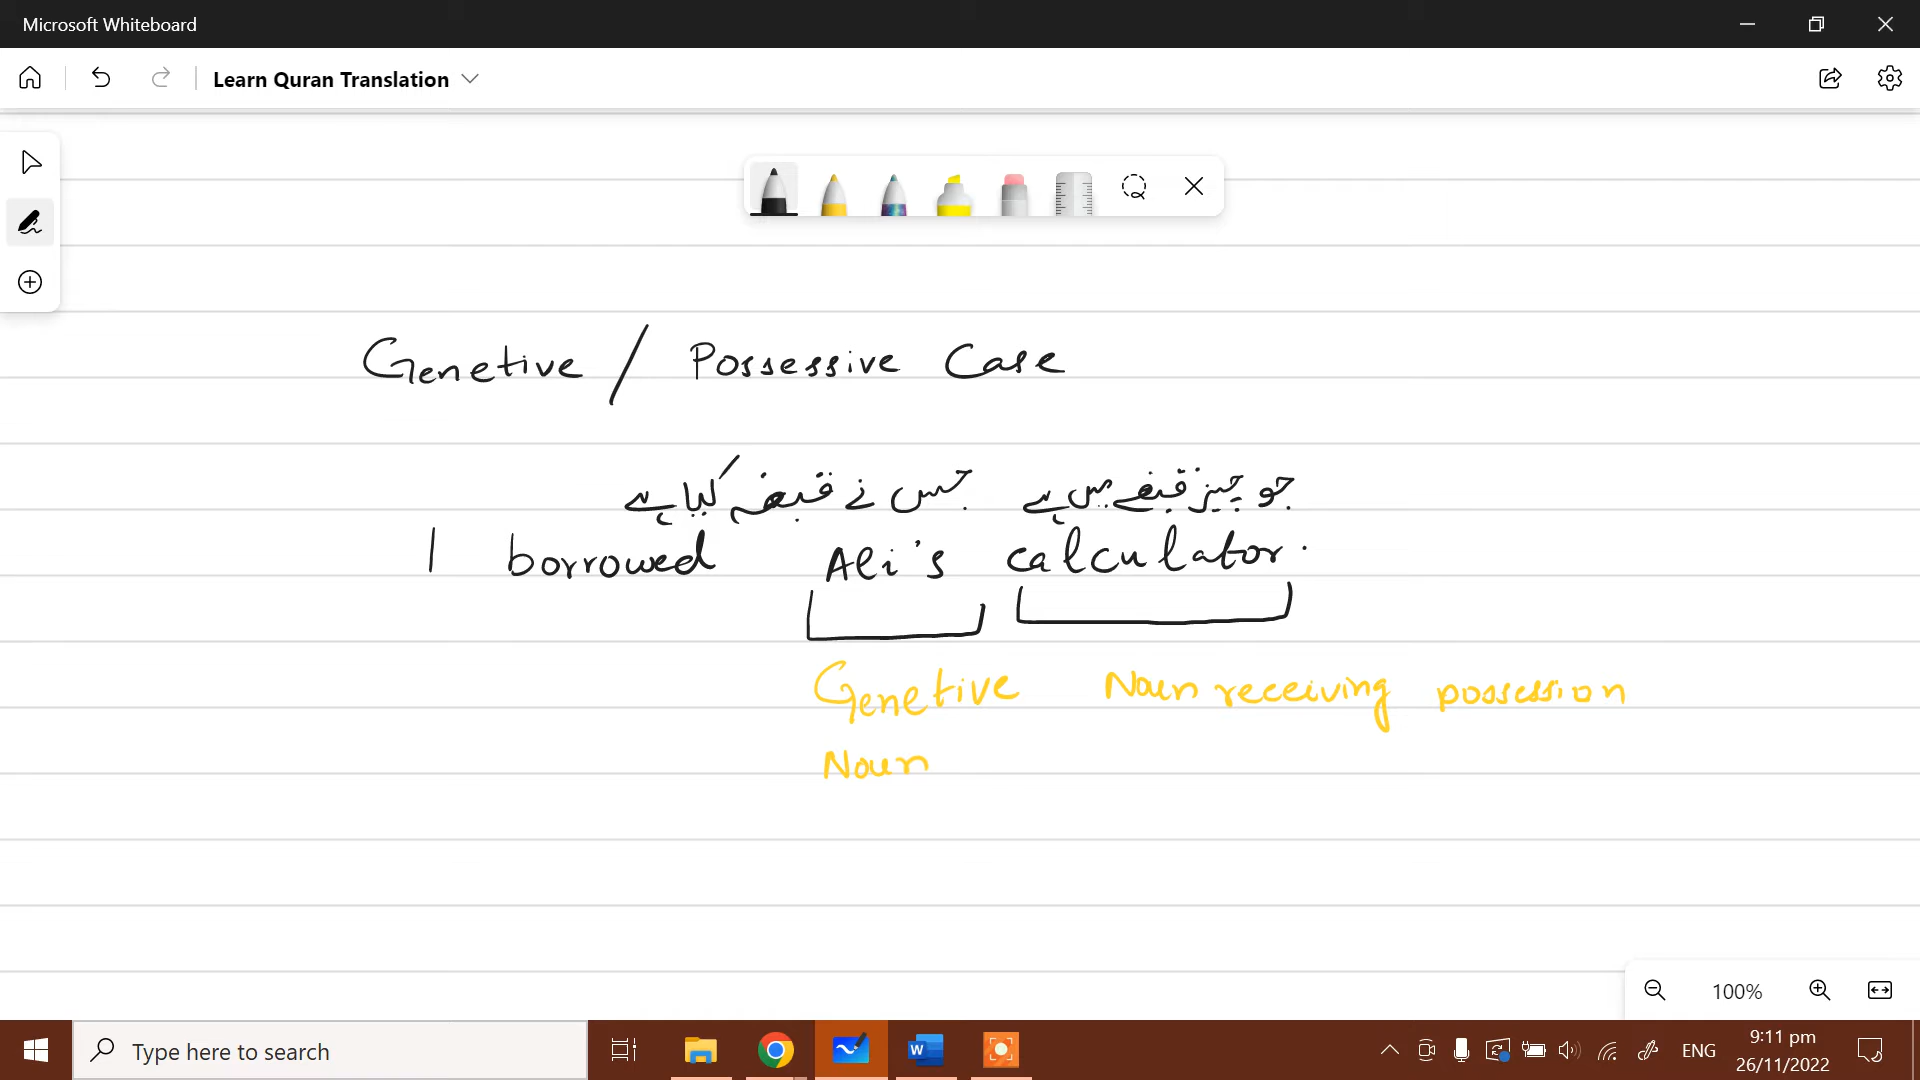 Microsoft Whiteboard
Learn Quran Translation
Genetive / Possessive Case
جس نے قبضہ کیا ہے جو چیز قبضے میں ہے
I borrowed Ali's calculator.
Genetive Noun receiving possession
Noun
100%
Type here to search
W
ENG
9:11 pm
26/11/2022